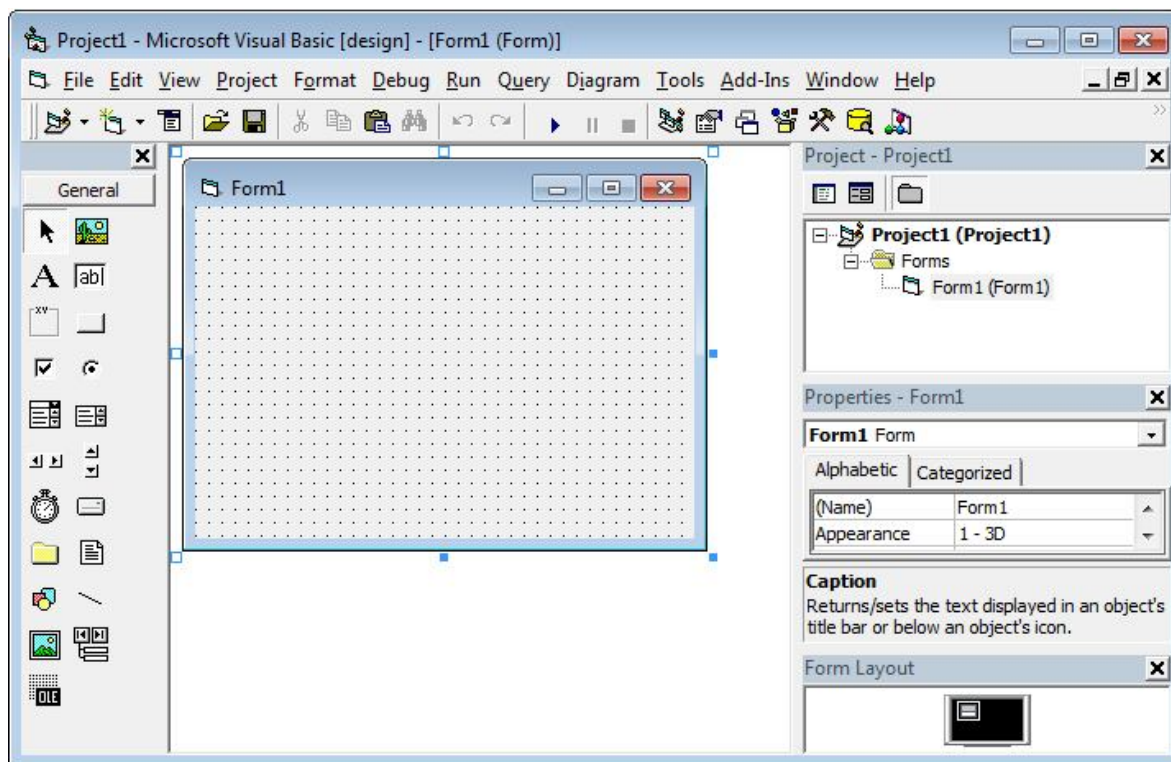 Project1 - Microsoft Visual Basic [design] - [Form1 (Form)]
File Edit View Project Format Debug Run Query Diagram Tools Add-Ins Window Help
General
A
ab
xy
OLE
Form1
Project - Project1
Project1 (Project1)
Forms
Form1 (Form1)
Properties - Form1
Form1 Form
Alphabetic Categorized
(Name) Form1
Appearance 1 - 3D
Caption
Returns/sets the text displayed in an object's
title bar or below an object's icon.
Form Layout